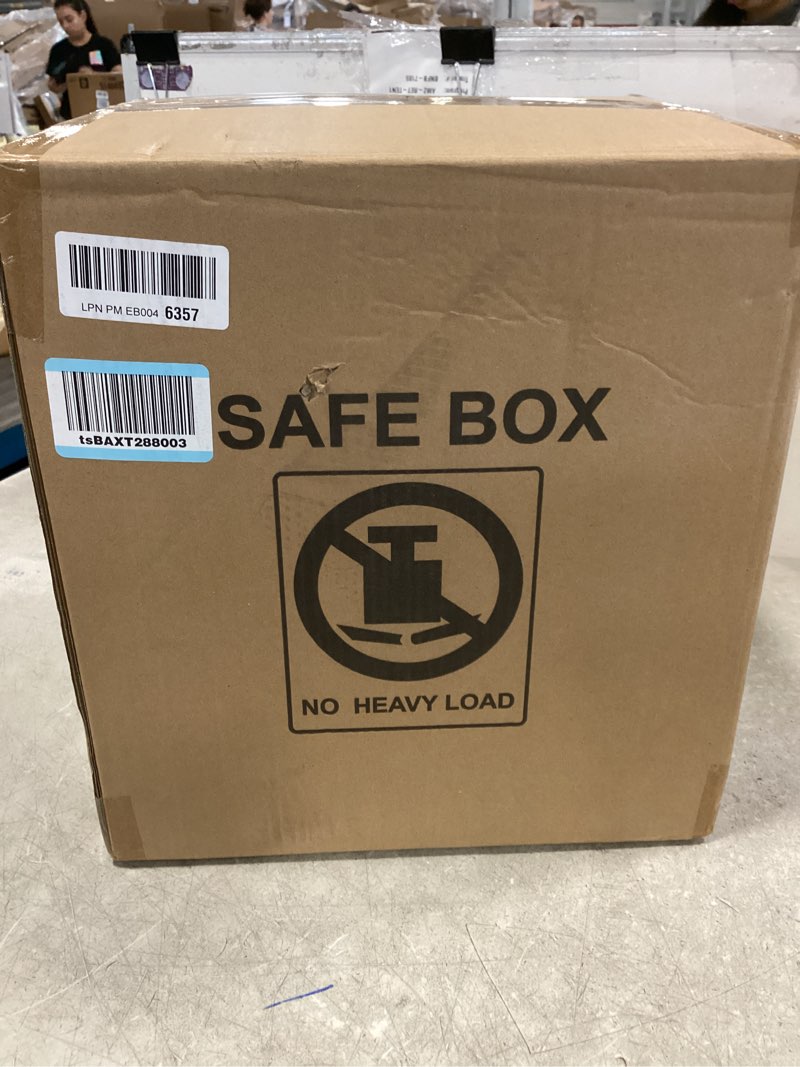 LPN PM EB004 6357
tsBAXT288003
SAFE BOX
NO HEAVY LOAD